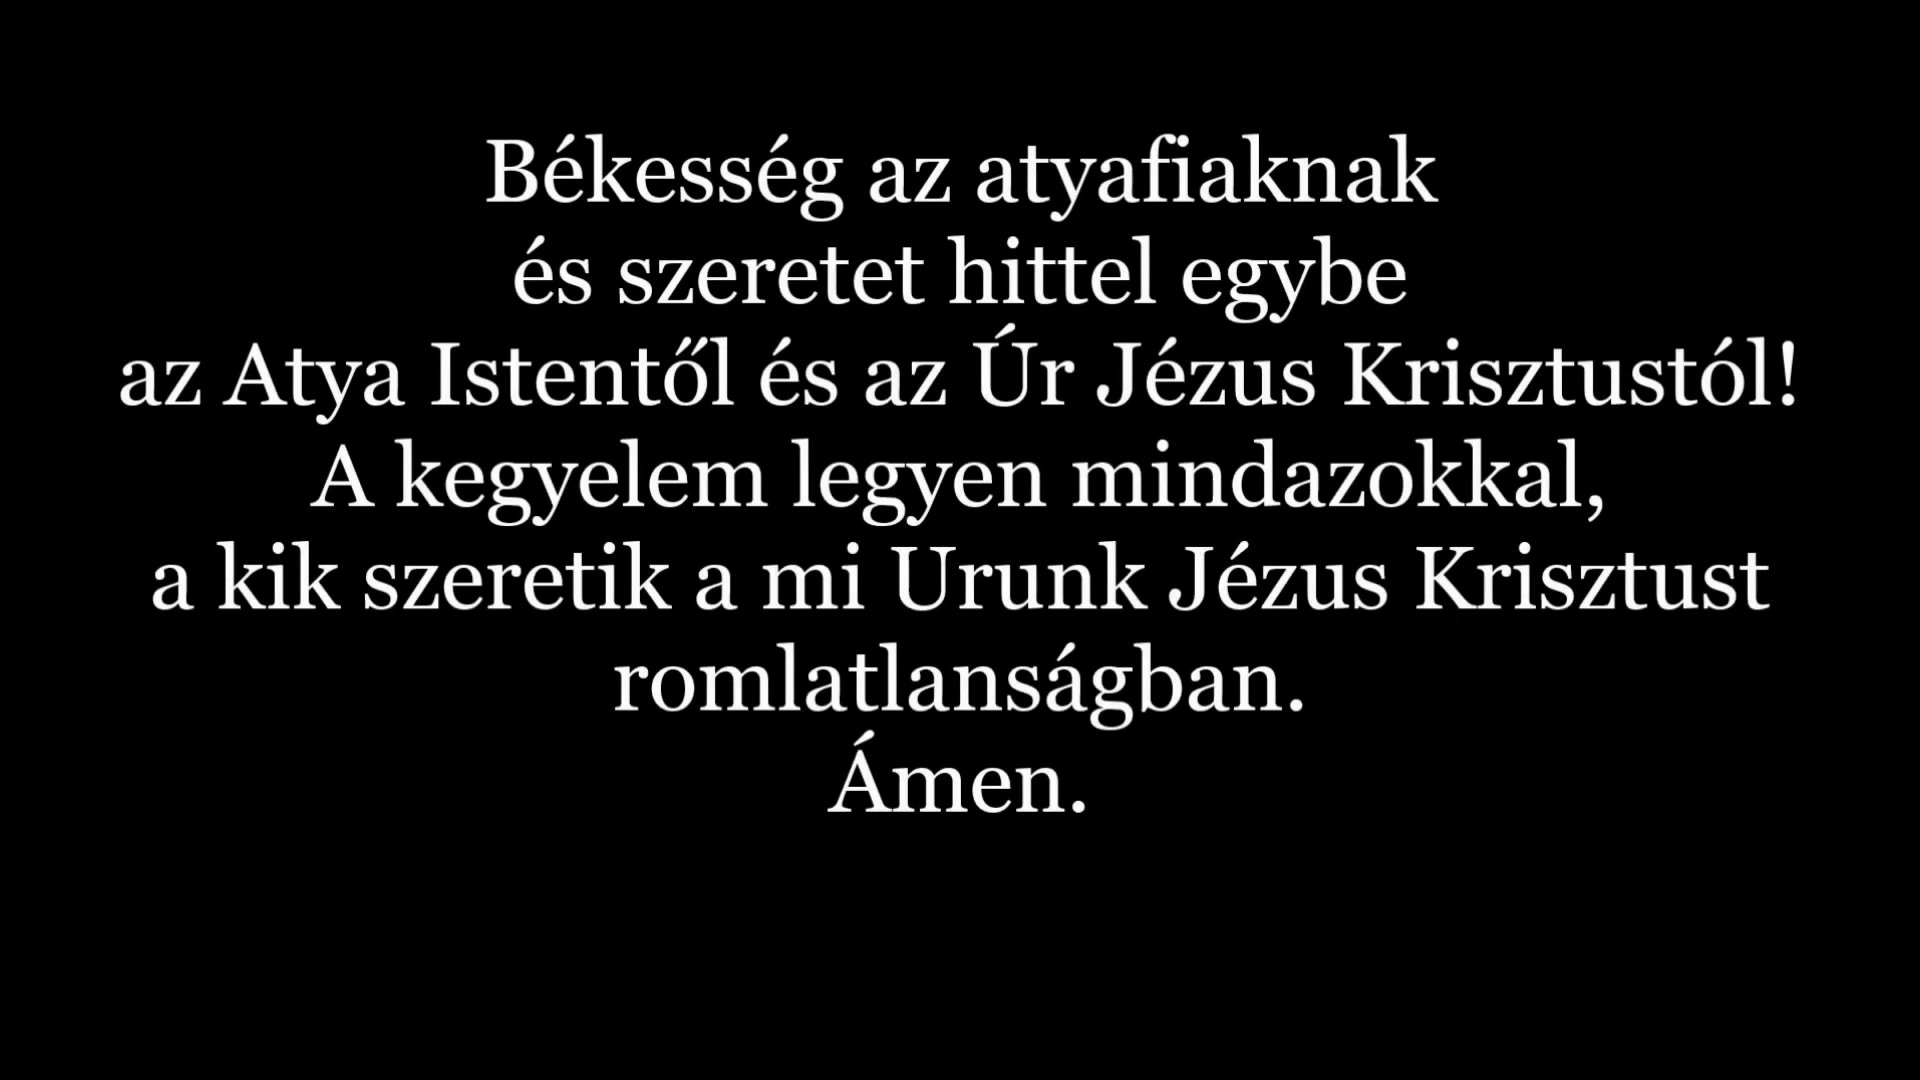 Békesség az atyafiaknak
és szeretet hittel egybe
az Atya Istentől és az Úr Jézus Krisztustól!
A kegyelem legyen mindazokkal,
a kik szeretik a mi Urunk Jézus Krisztust
romlatlanságban.
Ámen.